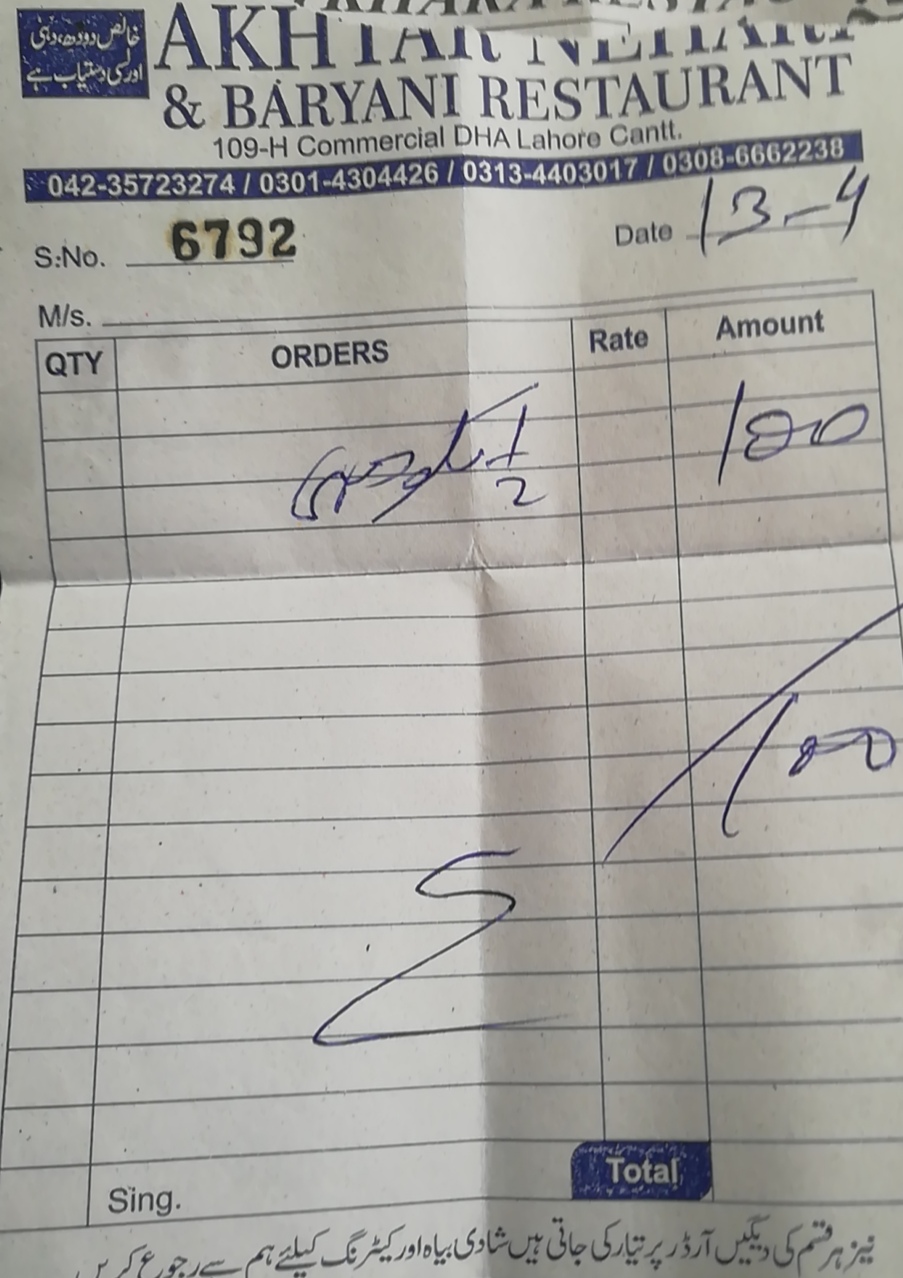 خالص دودھ، دہی
اور لسی دستیاب ہے
AKHTAR NEHARI
& BARYANI RESTAURANT
109-H Commercial DHA Lahore Cantt.
042-35723274 / 0301-4304426 / 0313-4403017 / 0308-6662238
S:No. 6792 Date 13-4
M/s.
QTY ORDERS Rate Amount
1/2 100
100
Total
Sing.
نیز ہر قسم کی دیگیں آرڈر پر تیار کی جاتی ہیں شادی بیاہ اور کیٹرنگ کیلئے ہم سے رجوع کریں